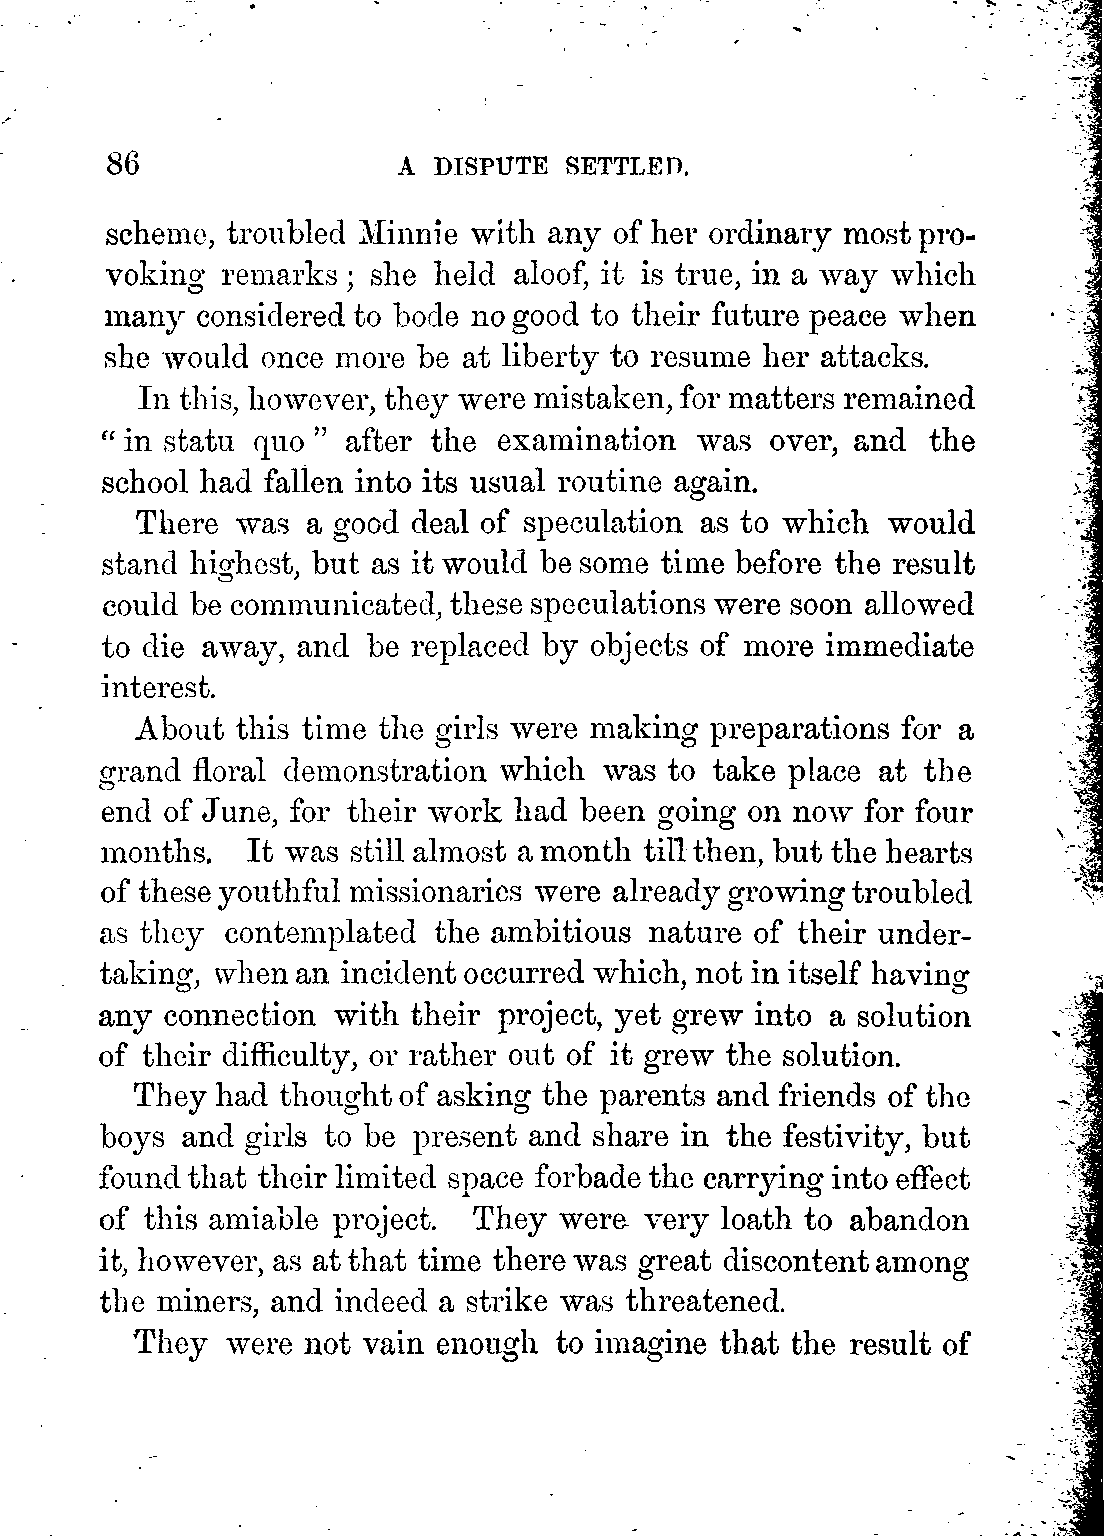 86 A DISPUTE SETTLED.
scheme, troubled Minnie with any of her ordinary most pro-
voking remarks; she held aloof, it is true, in a way which
many considered to bode no good to their future peace when
she would once more be at liberty to resume her attacks.
In this, however, they were mistaken, for matters remained
“in statu quo” after the examination was over, and the
school had fallen into its usual routine again.
There was a good deal of speculation as to which would
stand highest, but as it would be some time before the result
could be communicated, these speculations were soon allowed
to die away, and be replaced by objects of more immediate
interest.
About this time the girls were making preparations for a
grand floral demonstration which was to take place at the
end of June, for their work had been going on now for four
months. It was still almost a month till then, but the hearts
of these youthful missionaries were already growing troubled
as they contemplated the ambitious nature of their under-
taking, when an incident occurred which, not in itself having
any connection with their project, yet grew into a solution
of their difficulty, or rather out of it grew the solution.
They had thought of asking the parents and friends of the
boys and girls to be present and share in the festivity, but
found that their limited space forbade the carrying into effect
of this amiable project. They were very loath to abandon
it, however, as at that time there was great discontent among
the miners, and indeed a strike was threatened.
They were not vain enough to imagine that the result of